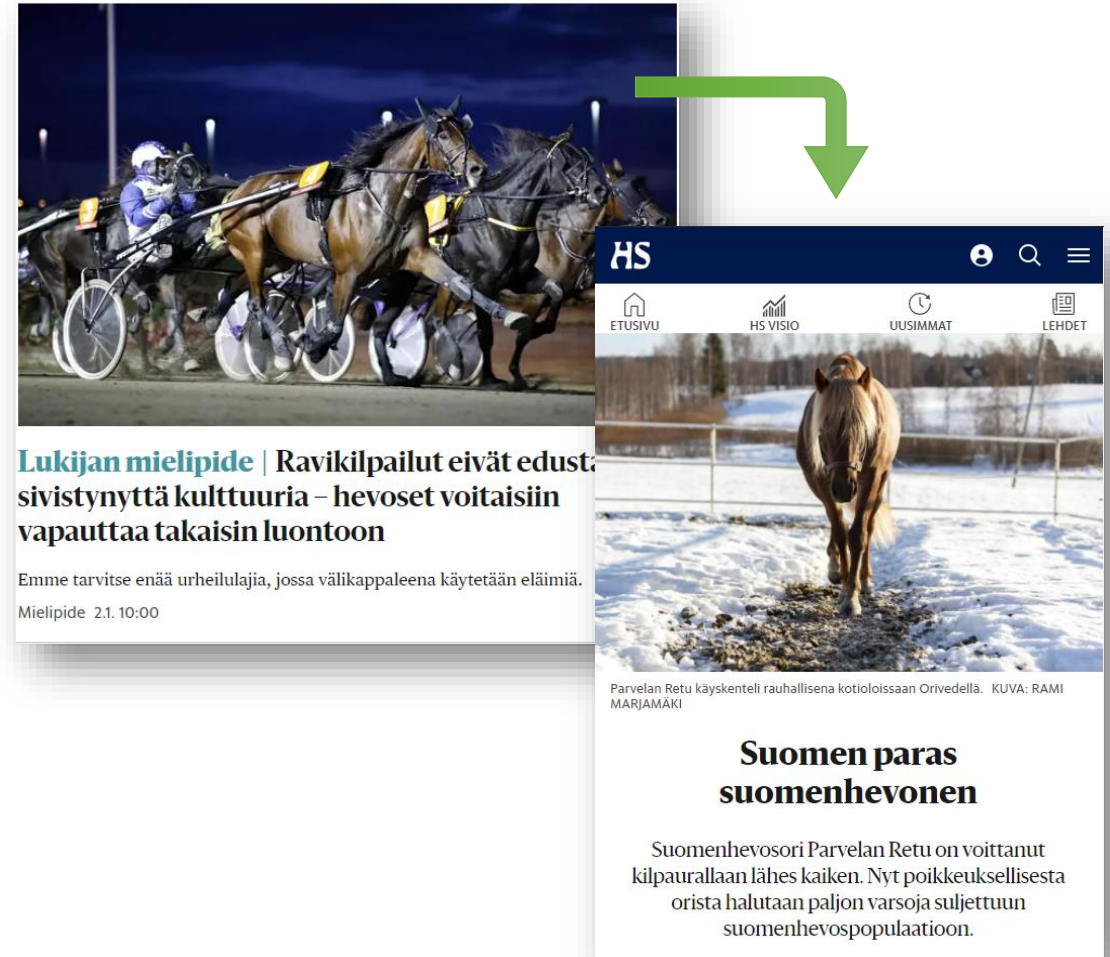 Lukijan mielipide | Ravikilpailut eivät edusta
sivistynyttä kulttuuria – hevoset voitaisiin
vapauttaa takaisin luontoon
Emme tarvitse enää urheilulajia, jossa välikappaleena käytetään eläimiä.
Mielipide 2.1. 10:00
HS
ETUSIVU
HS VISIO
UUSIMMAT
LEHDET
Parvelan Retu käyskenteli rauhallisena kotioloissaan Orivedellä. KUVA: RAMI
MARJAMÄKI
Suomen paras
suomenhevonen
Suomenhevosori Parvelan Retu on voittanut
kilpaurallaan lähes kaiken. Nyt poikkeuksellisesta
orista halutaan paljon varsoja suljettuun
suomenhevospopulaatioon.